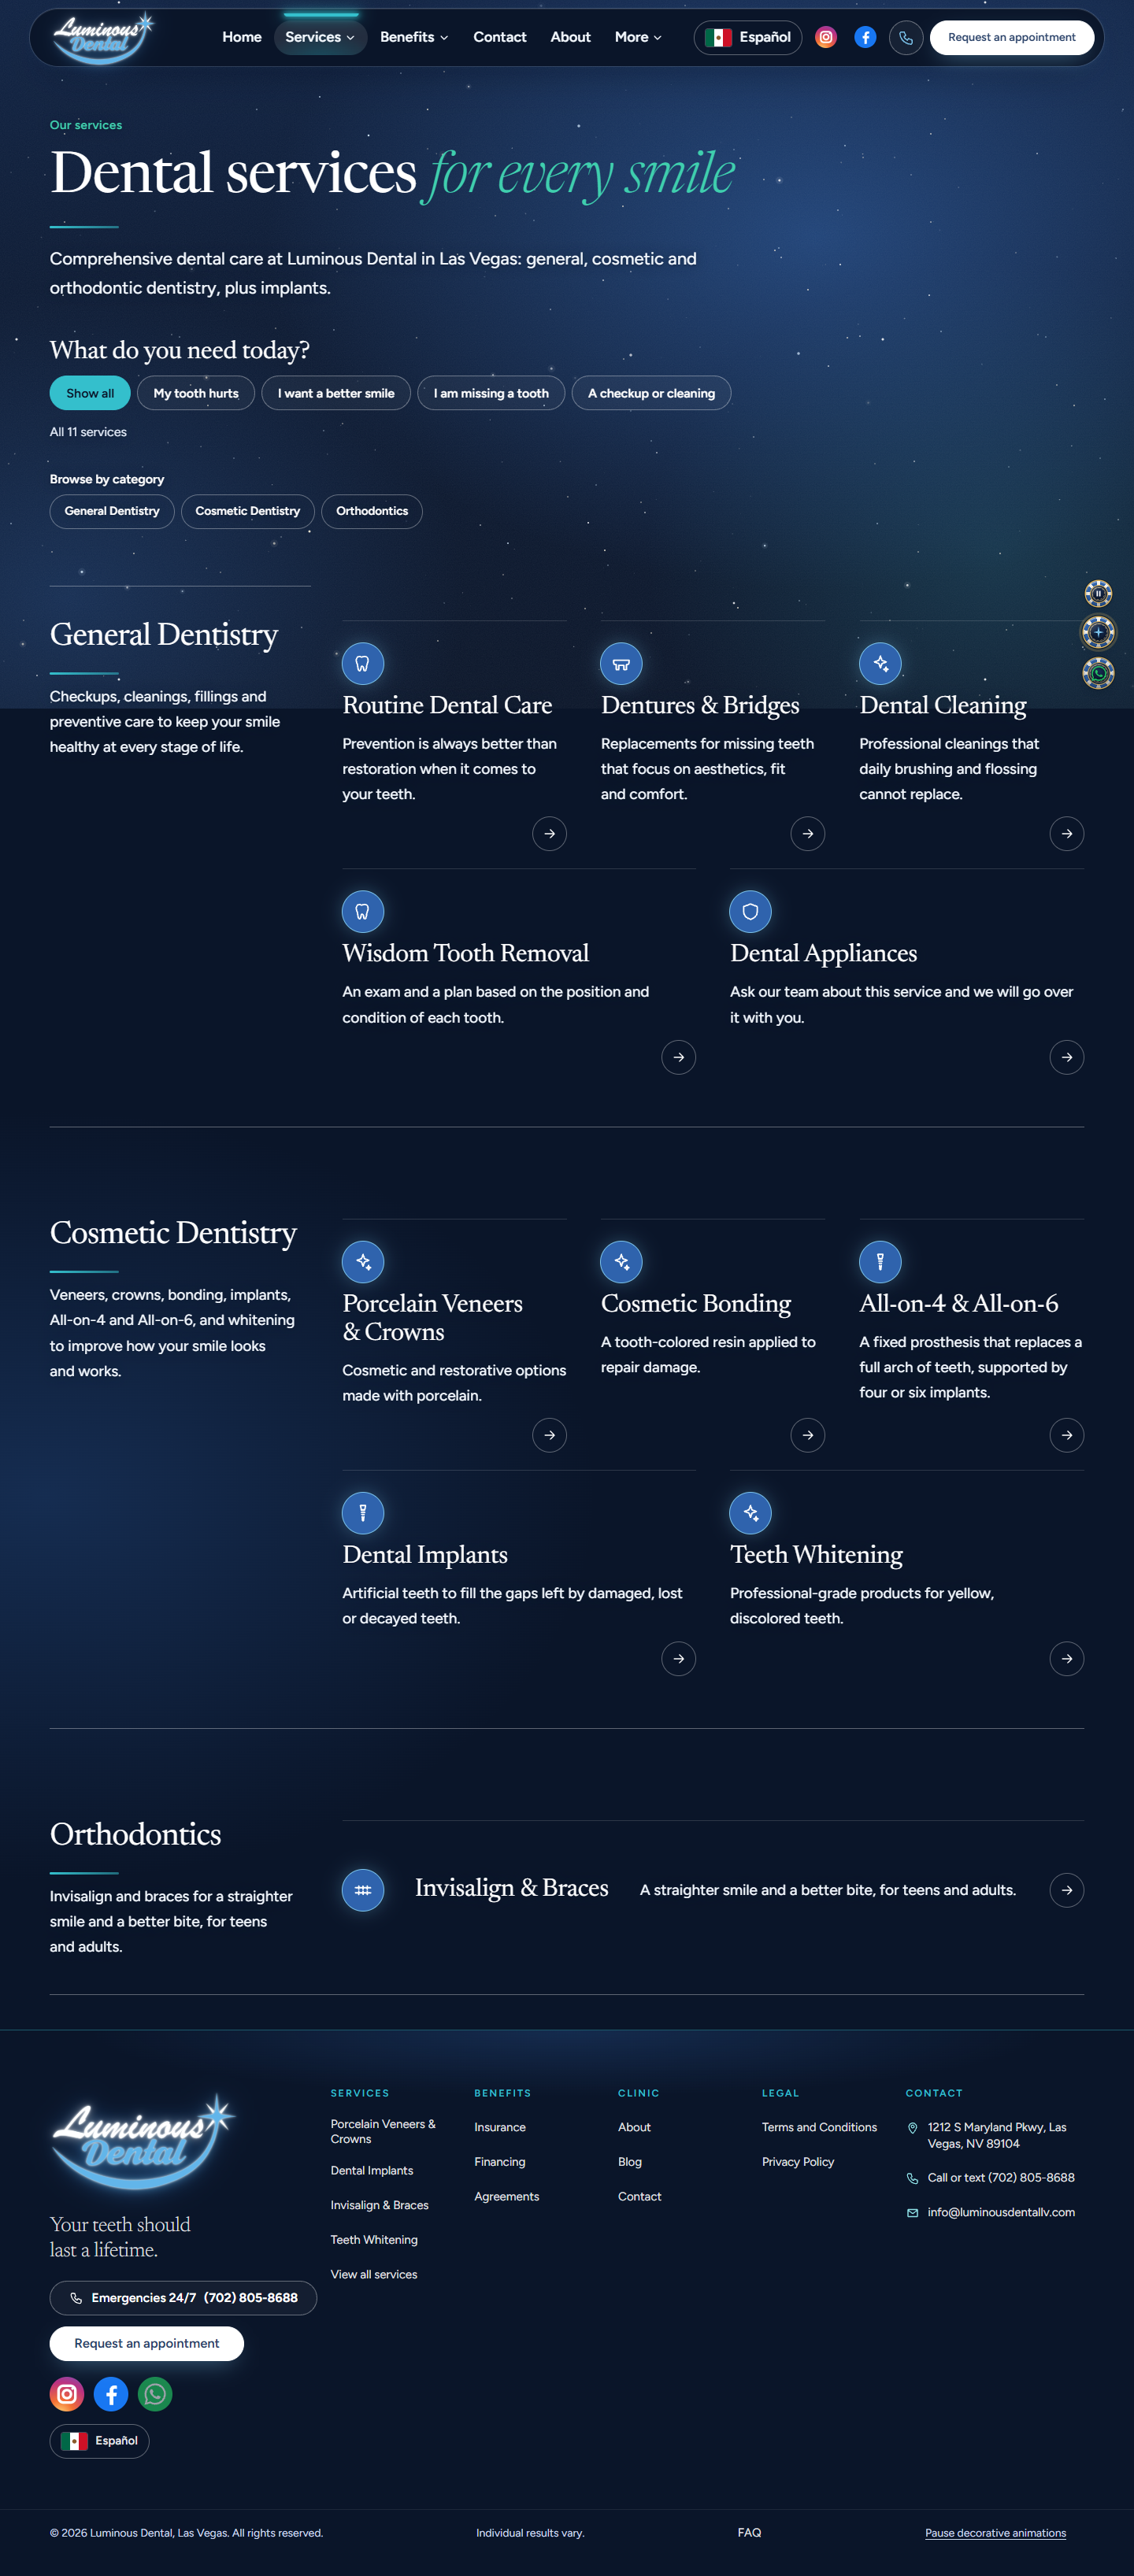 Luminous
Dental
Home
Services
Benefits
Contact
About
More
Español
Request an appointment
Our services
Dental services for every smile
Comprehensive dental care at Luminous Dental in Las Vegas: general, cosmetic and
orthodontic dentistry, plus implants.
What do you need today?
Show all
My tooth hurts
I want a better smile
I am missing a tooth
A checkup or cleaning
All 11 services
Browse by category
General Dentistry
Cosmetic Dentistry
Orthodontics
General Dentistry
Checkups, cleanings, fillings and
preventive care to keep your smile
healthy at every stage of life.
Routine Dental Care
Prevention is always better than
restoration when it comes to
your teeth.
Dentures & Bridges
Replacements for missing teeth
that focus on aesthetics, fit
and comfort.
Dental Cleaning
Professional cleanings that
daily brushing and flossing
cannot replace.
Wisdom Tooth Removal
An exam and a plan based on the position and
condition of each tooth.
Dental Appliances
Ask our team about this service and we will go over
it with you.
Cosmetic Dentistry
Veneers, crowns, bonding, implants,
All-on-4 and All-on-6, and whitening
to improve how your smile looks
and works.
Porcelain Veneers
& Crowns
Cosmetic and restorative options
made with porcelain.
Cosmetic Bonding
A tooth-colored resin applied to
repair damage.
All-on-4 & All-on-6
A fixed prosthesis that replaces a
full arch of teeth, supported by
four or six implants.
Dental Implants
Artificial teeth to fill the gaps left by damaged, lost
or decayed teeth.
Teeth Whitening
Professional-grade products for yellow,
discolored teeth.
Orthodontics
Invisalign and braces for a straighter
smile and a better bite, for teens
and adults.
Invisalign & Braces
A straighter smile and a better bite, for teens and adults.
Luminous
Dental
Your teeth should
last a lifetime.
Emergencies 24/7 (702) 805-8688
Request an appointment
Español
SERVICES
Porcelain Veneers &
Crowns
Dental Implants
Invisalign & Braces
Teeth Whitening
View all services
BENEFITS
Insurance
Financing
Agreements
CLINIC
About
Blog
Contact
LEGAL
Terms and Conditions
Privacy Policy
CONTACT
1212 S Maryland Pkwy, Las
Vegas, NV 89104
Call or text (702) 805-8688
info@luminousdentallv.com
© 2026 Luminous Dental, Las Vegas. All rights reserved.
Individual results vary.
FAQ
Pause decorative animations